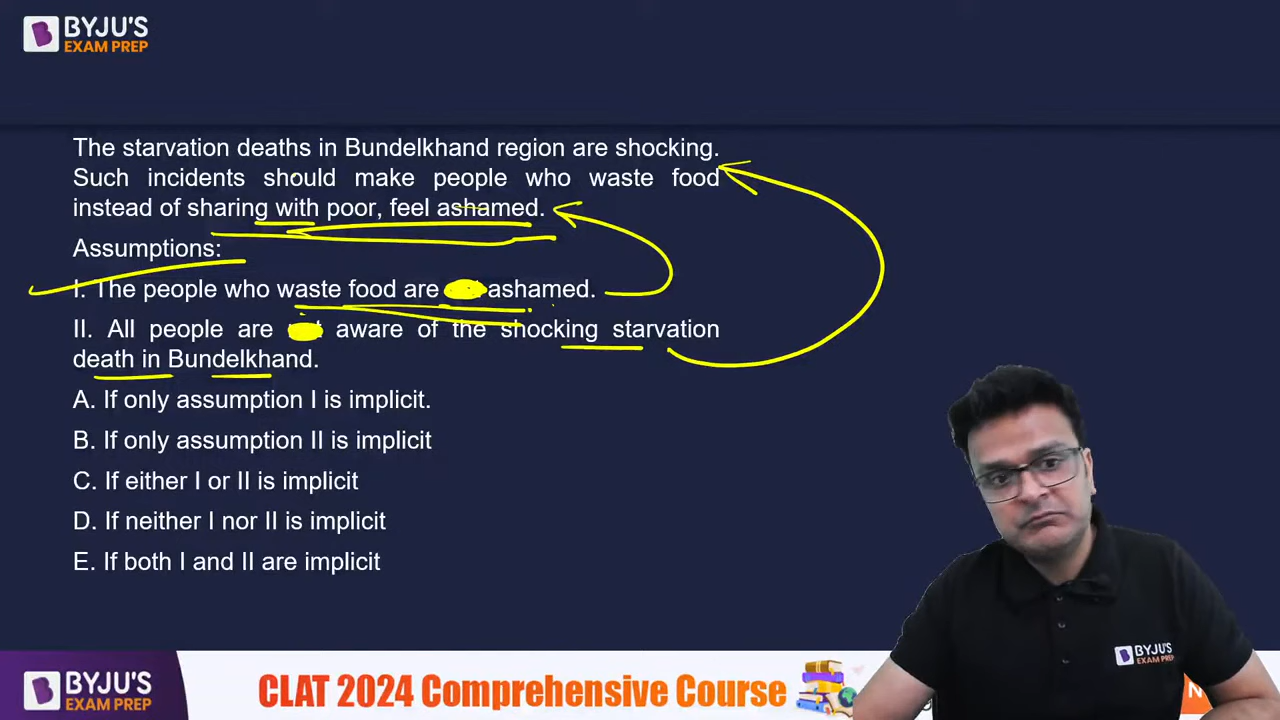 BYJU'S
EXAM PREP
The starvation deaths in Bundelkhand region are shocking.
Such incidents should make people who waste food
instead of sharing with poor, feel ashamed.
Assumptions:
I. The people who waste food are ashamed.
II. All people are aware of the shocking starvation
death in Bundelkhand.
A. If only assumption I is implicit.
B. If only assumption II is implicit
C. If either I or II is implicit
D. If neither I nor II is implicit
E. If both I and II are implicit
BYJU'S
EXAM PREP
BYJU'S
EXAM PREP
CLAT 2024 Comprehensive Course